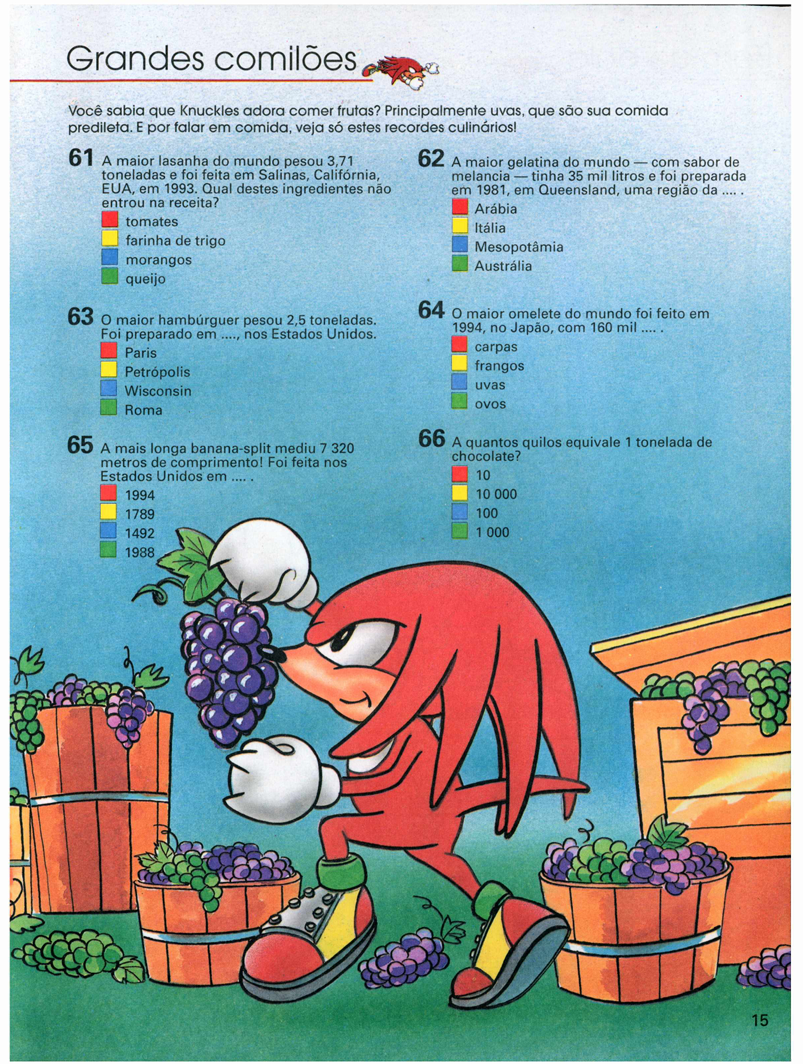 Grandes comilões
Você sabia que Knuckles adora comer frutas? Principalmente uvas, que são sua comida
predileta. E por falar em comida, veja só estes recordes culinários!
61 A maior lasanha do mundo pesou 3,71
toneladas e foi feita em Salinas, Califórnia,
EUA, em 1993. Qual destes ingredientes não
entrou na receita?
tomates
farinha de trigo
morangos
queijo
62 A maior gelatina do mundo — com sabor de
melancia — tinha 35 mil litros e foi preparada
em 1981, em Queensland, uma região da .... .
Arábia
Itália
Mesopotâmia
Austrália
63 O maior hambúrguer pesou 2,5 toneladas.
Foi preparado em ...., nos Estados Unidos.
Paris
Petrópolis
Wisconsin
Roma
64 O maior omelete do mundo foi feito em
1994, no Japão, com 160 mil .... .
carpas
frangos
uvas
ovos
65 A mais longa banana-split mediu 7 320
metros de comprimento! Foi feita nos
Estados Unidos em .... .
1994
1789
1492
1988
66 A quantos quilos equivale 1 tonelada de
chocolate?
10
10 000
100
1 000
15